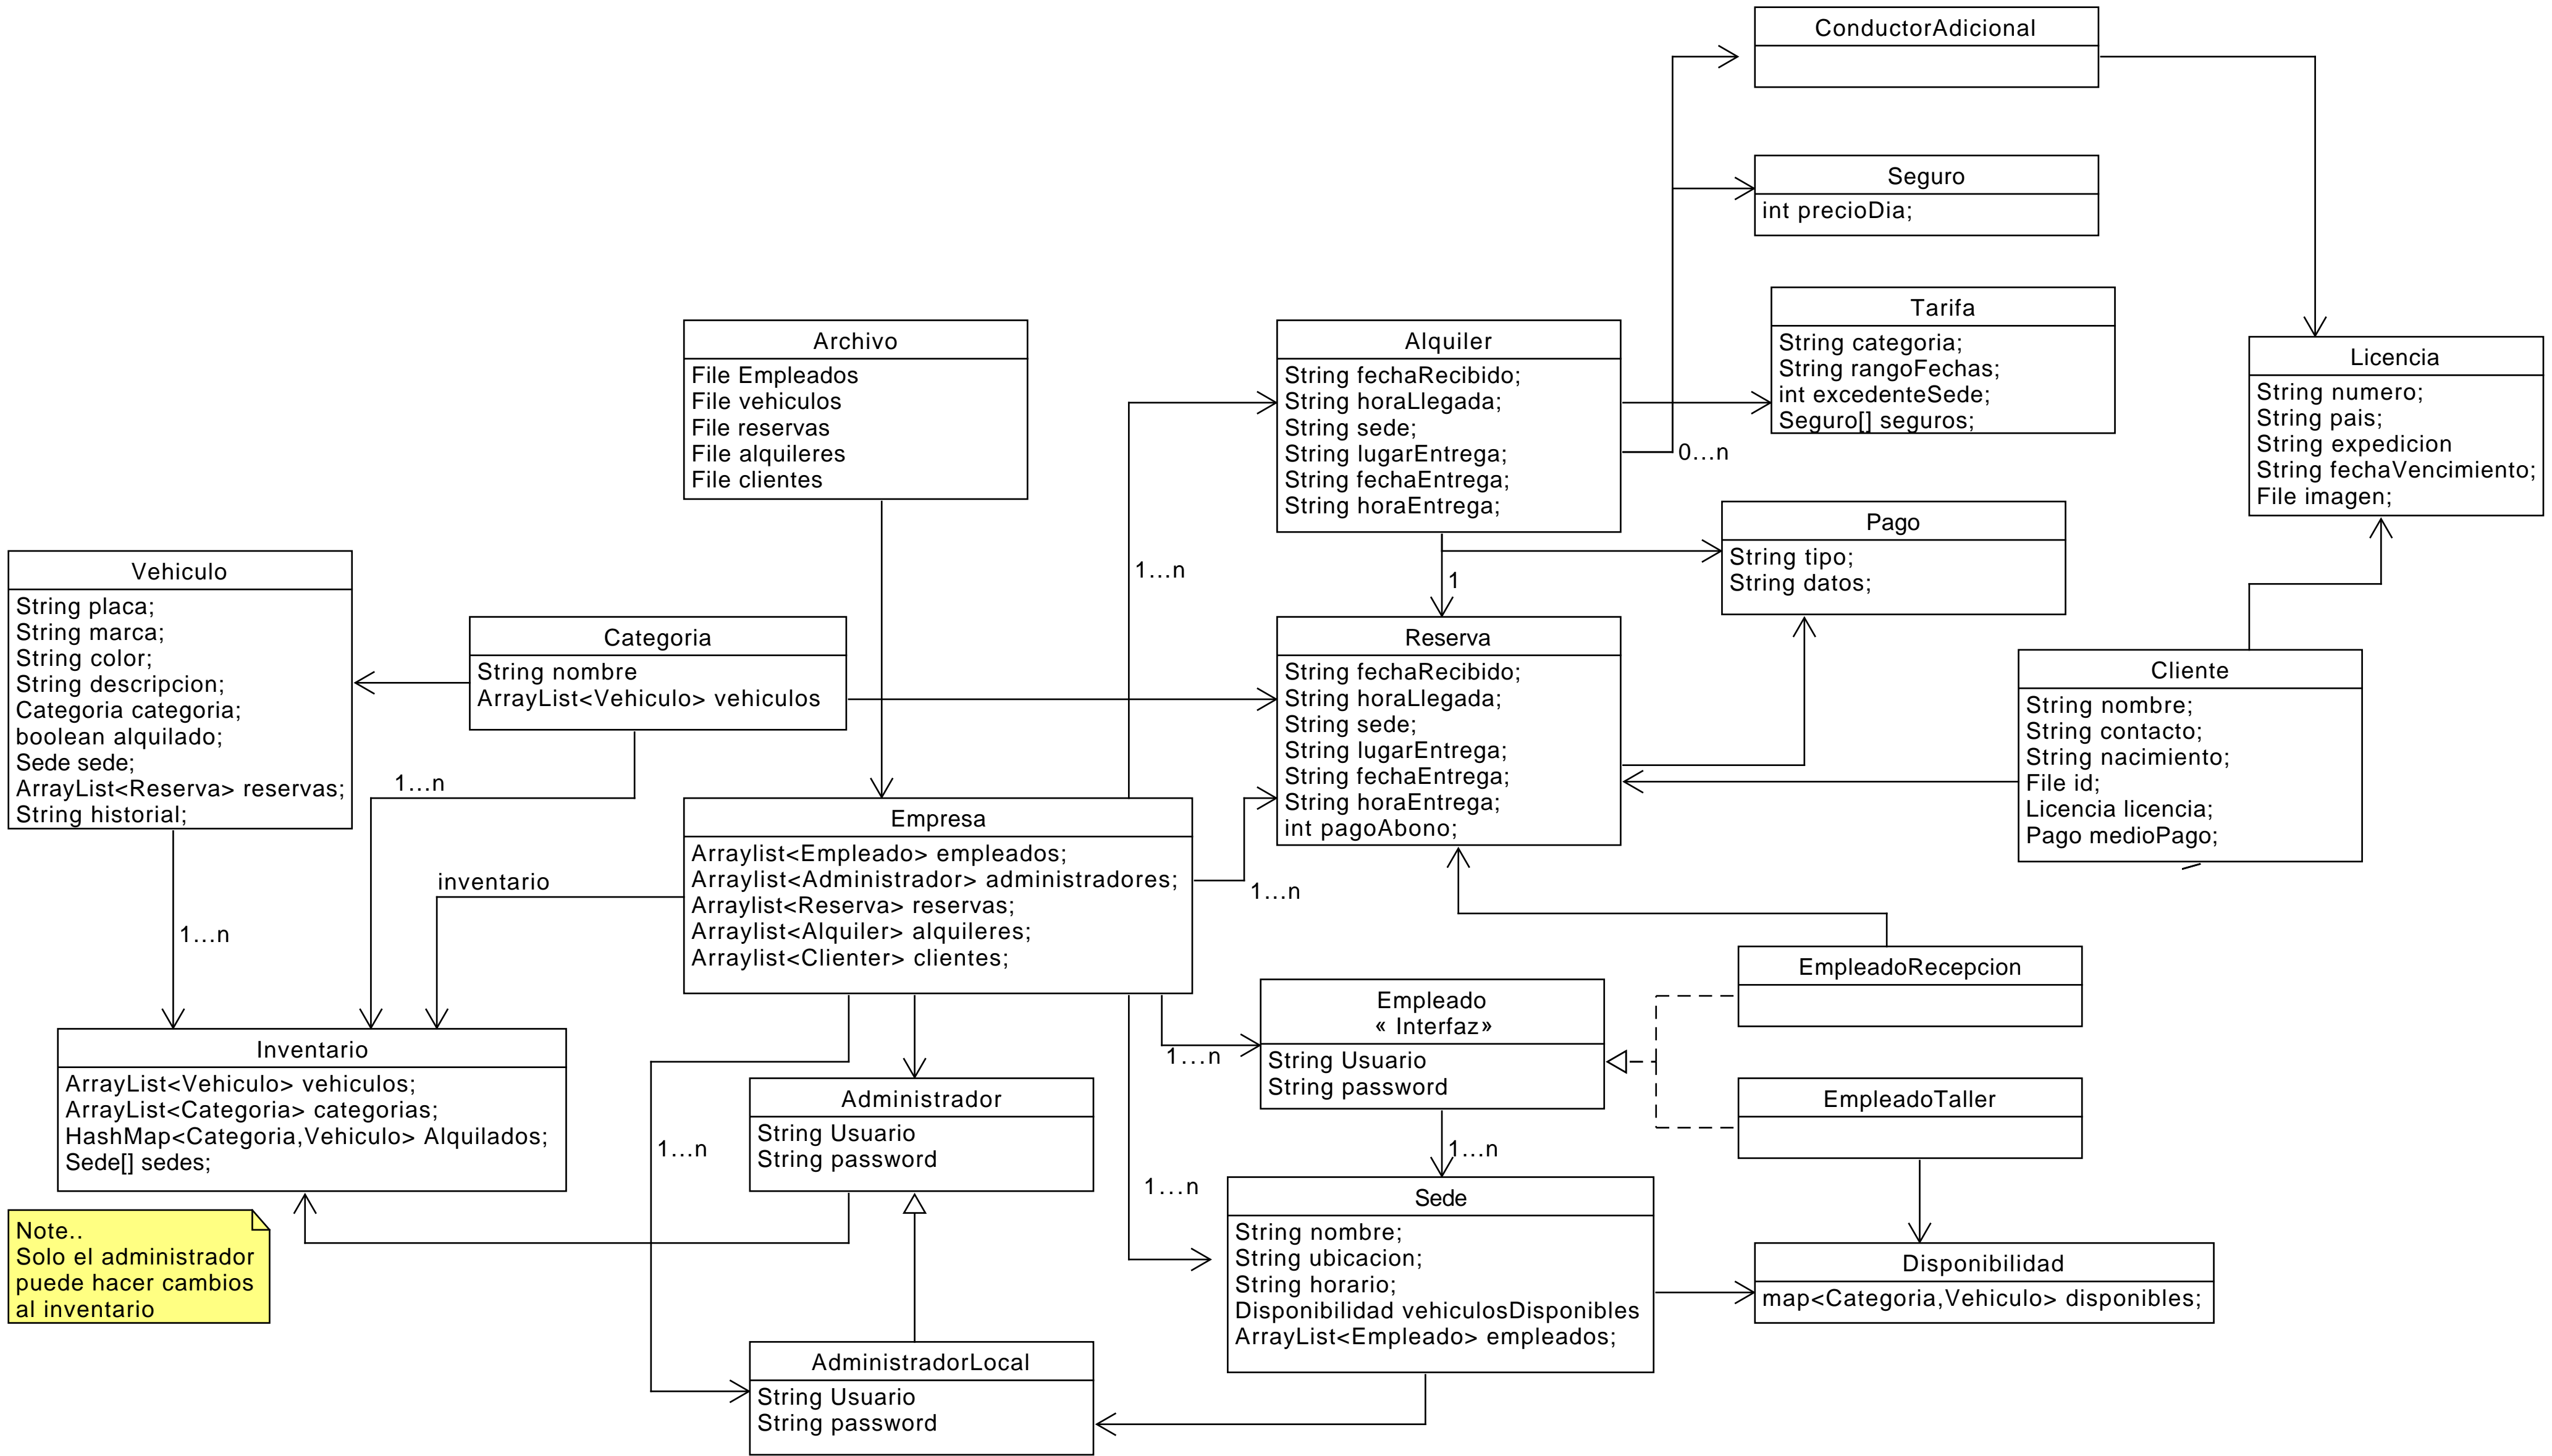 ConductorAdicional
Seguro
int precioDia;
Tarifa
String categoria;
String rangoFechas;
int excedenteSede;
Seguro[] seguros;
Archivo
File Empleados
File vehiculos
File reservas
File alquileres
File clientes
Alquiler
String fechaRecibido;
String horaLlegada;
String sede;
String lugarEntrega;
String fechaEntrega;
String horaEntrega;
0...n
Licencia
String numero;
String pais;
String expedicion
String fechaVencimiento;
File imagen;
Pago
String tipo;
String datos;
1...n
1
Vehiculo
String placa;
String marca;
String color;
String descripcion;
Categoria categoria;
boolean alquilado;
Sede sede;
ArrayList<Reserva> reservas;
String historial;
Categoria
String nombre
ArrayList<Vehiculo> vehiculos
1...n
Reserva
String fechaRecibido;
String horaLlegada;
String sede;
String lugarEntrega;
String fechaEntrega;
String horaEntrega;
int pagoAbono;
Cliente
String nombre;
String contacto;
String nacimiento;
File id;
Licencia licencia;
Pago medioPago;
Empresa
Arraylist<Empleado> empleados;
Arraylist<Administrador> administradores;
Arraylist<Reserva> reservas;
Arraylist<Alquiler> alquileres;
Arraylist<Clienter> clientes;
inventario
1...n
1...n
EmpleadoRecepcion
Empleado
« Interfaz»
String Usuario
String password
1...n
Inventario
ArrayList<Vehiculo> vehiculos;
ArrayList<Categoria> categorias;
HashMap<Categoria,Vehiculo> Alquilados;
Sede[] sedes;
Administrador
String Usuario
String password
1...n
EmpleadoTaller
1...n
1...n
Sede
String nombre;
String ubicacion;
String horario;
Disponibilidad vehiculosDisponibles
ArrayList<Empleado> empleados;
Note..
Solo el administrador
puede hacer cambios
al inventario
Disponibilidad
map<Categoria,Vehiculo> disponibles;
AdministradorLocal
String Usuario
String password